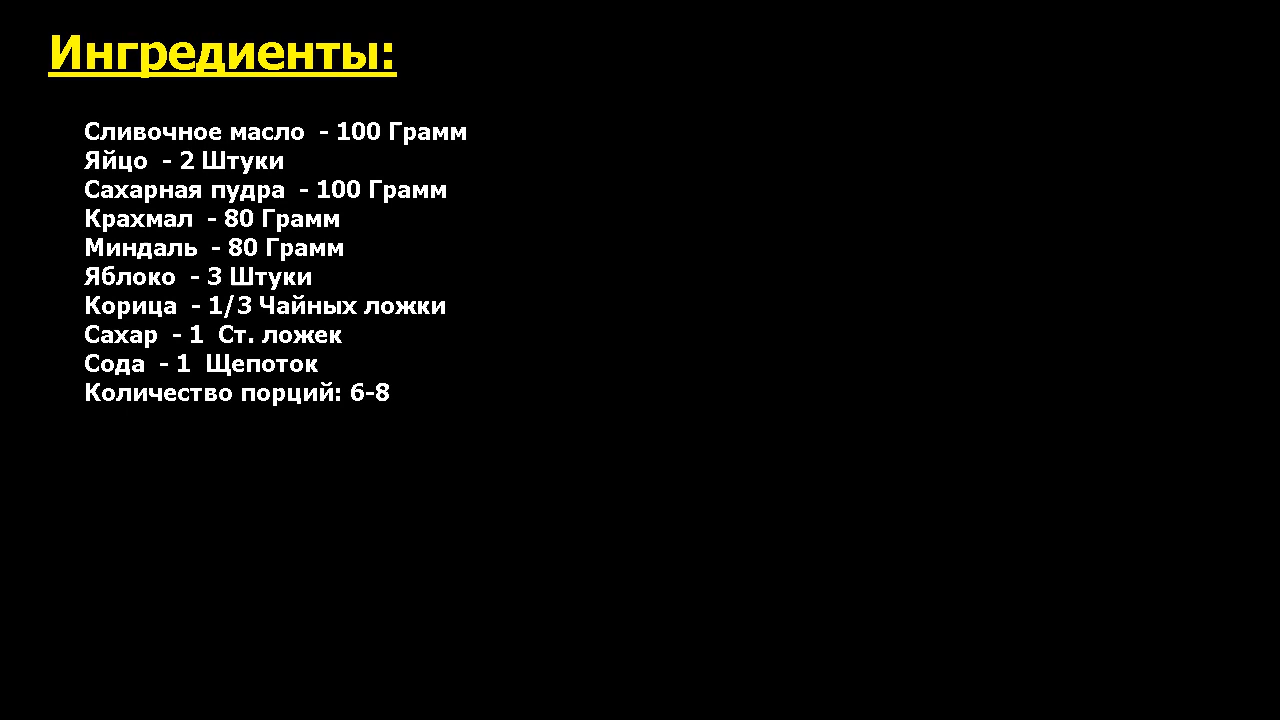 Ингредиенты:
Сливочное масло - 100 Грамм
Яйцо - 2 Штуки
Сахарная пудра - 100 Грамм
Крахмал - 80 Грамм
Миндаль - 80 Грамм
Яблоко - 3 Штуки
Корица - 1/3 Чайных ложки
Сахар - 1 Ст. ложек
Сода - 1 Щепоток
Количество порций: 6-8